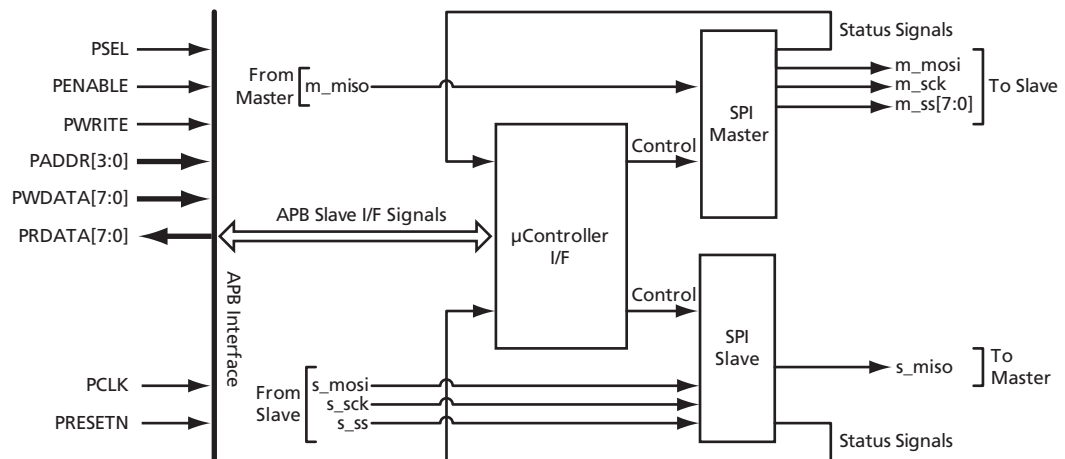 PSEL
PENABLE
PWRITE
PADDR[3:0]
PWDATA[7:0]
PRDATA[7:0]
PCLK
PRESETN
APB Interface
APB Slave I/F Signals
From
Master
m_miso
µController
I/F
Control
SPI
Master
Status Signals
m_mosi
m_sck
m_ss[7:0]
To Slave
Control
SPI
Slave
From
Slave
s_mosi
s_sck
s_ss
s_miso
To
Master
Status Signals